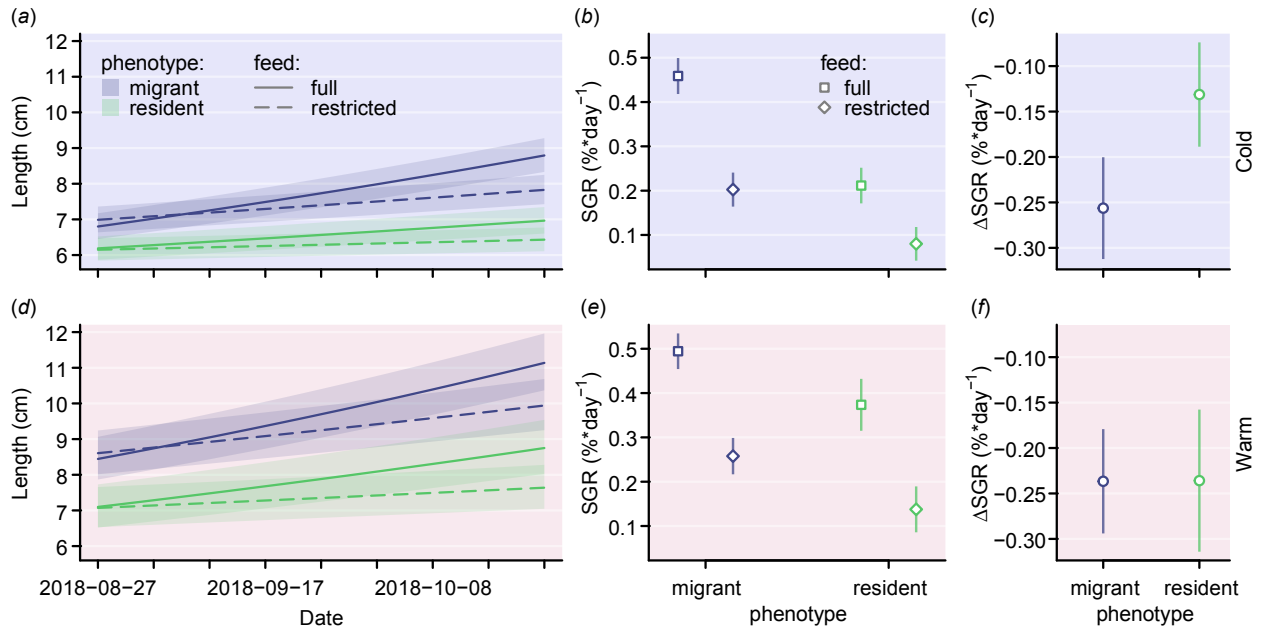 (a)
12
11
10
9
8
7
6
Length (cm)
phenotype:
migrant
resident
feed:
full
restricted
(b)
0.5
0.4
0.3
0.2
0.1
SGR (%*day−1)
feed:
full
restricted
(c)
−0.10
−0.15
−0.20
−0.25
−0.30
ΔSGR (%*day−1)
Cold
(d)
12
11
10
9
8
7
6
Length (cm)
2018−08−27
2018−09−17
2018−10−08
Date
(e)
0.5
0.4
0.3
0.2
0.1
SGR (%*day−1)
migrant
resident
phenotype
(f)
−0.10
−0.15
−0.20
−0.25
−0.30
ΔSGR (%*day−1)
migrant
resident
phenotype
Warm